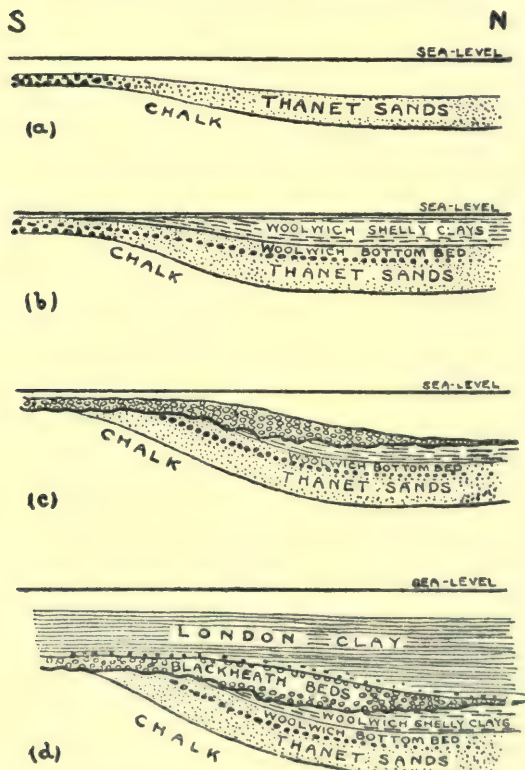 S N
SEA-LEVEL
THANET SANDS
CHALK
(a)
SEA-LEVEL
WOOLWICH SHELLY CLAYS
WOOLWICH BOTTOM BED
CHALK
THANET SANDS
(b)
SEA-LEVEL
CHALK
WOOLWICH BOTTOM BED
THANET SANDS
(c)
SEA-LEVEL
LONDON CLAY
BLACKHEATH BEDS
WOOLWICH SHELLY CLAYS
WOOLWICH BOTTOM BED
CHALK
THANET SANDS
(d)